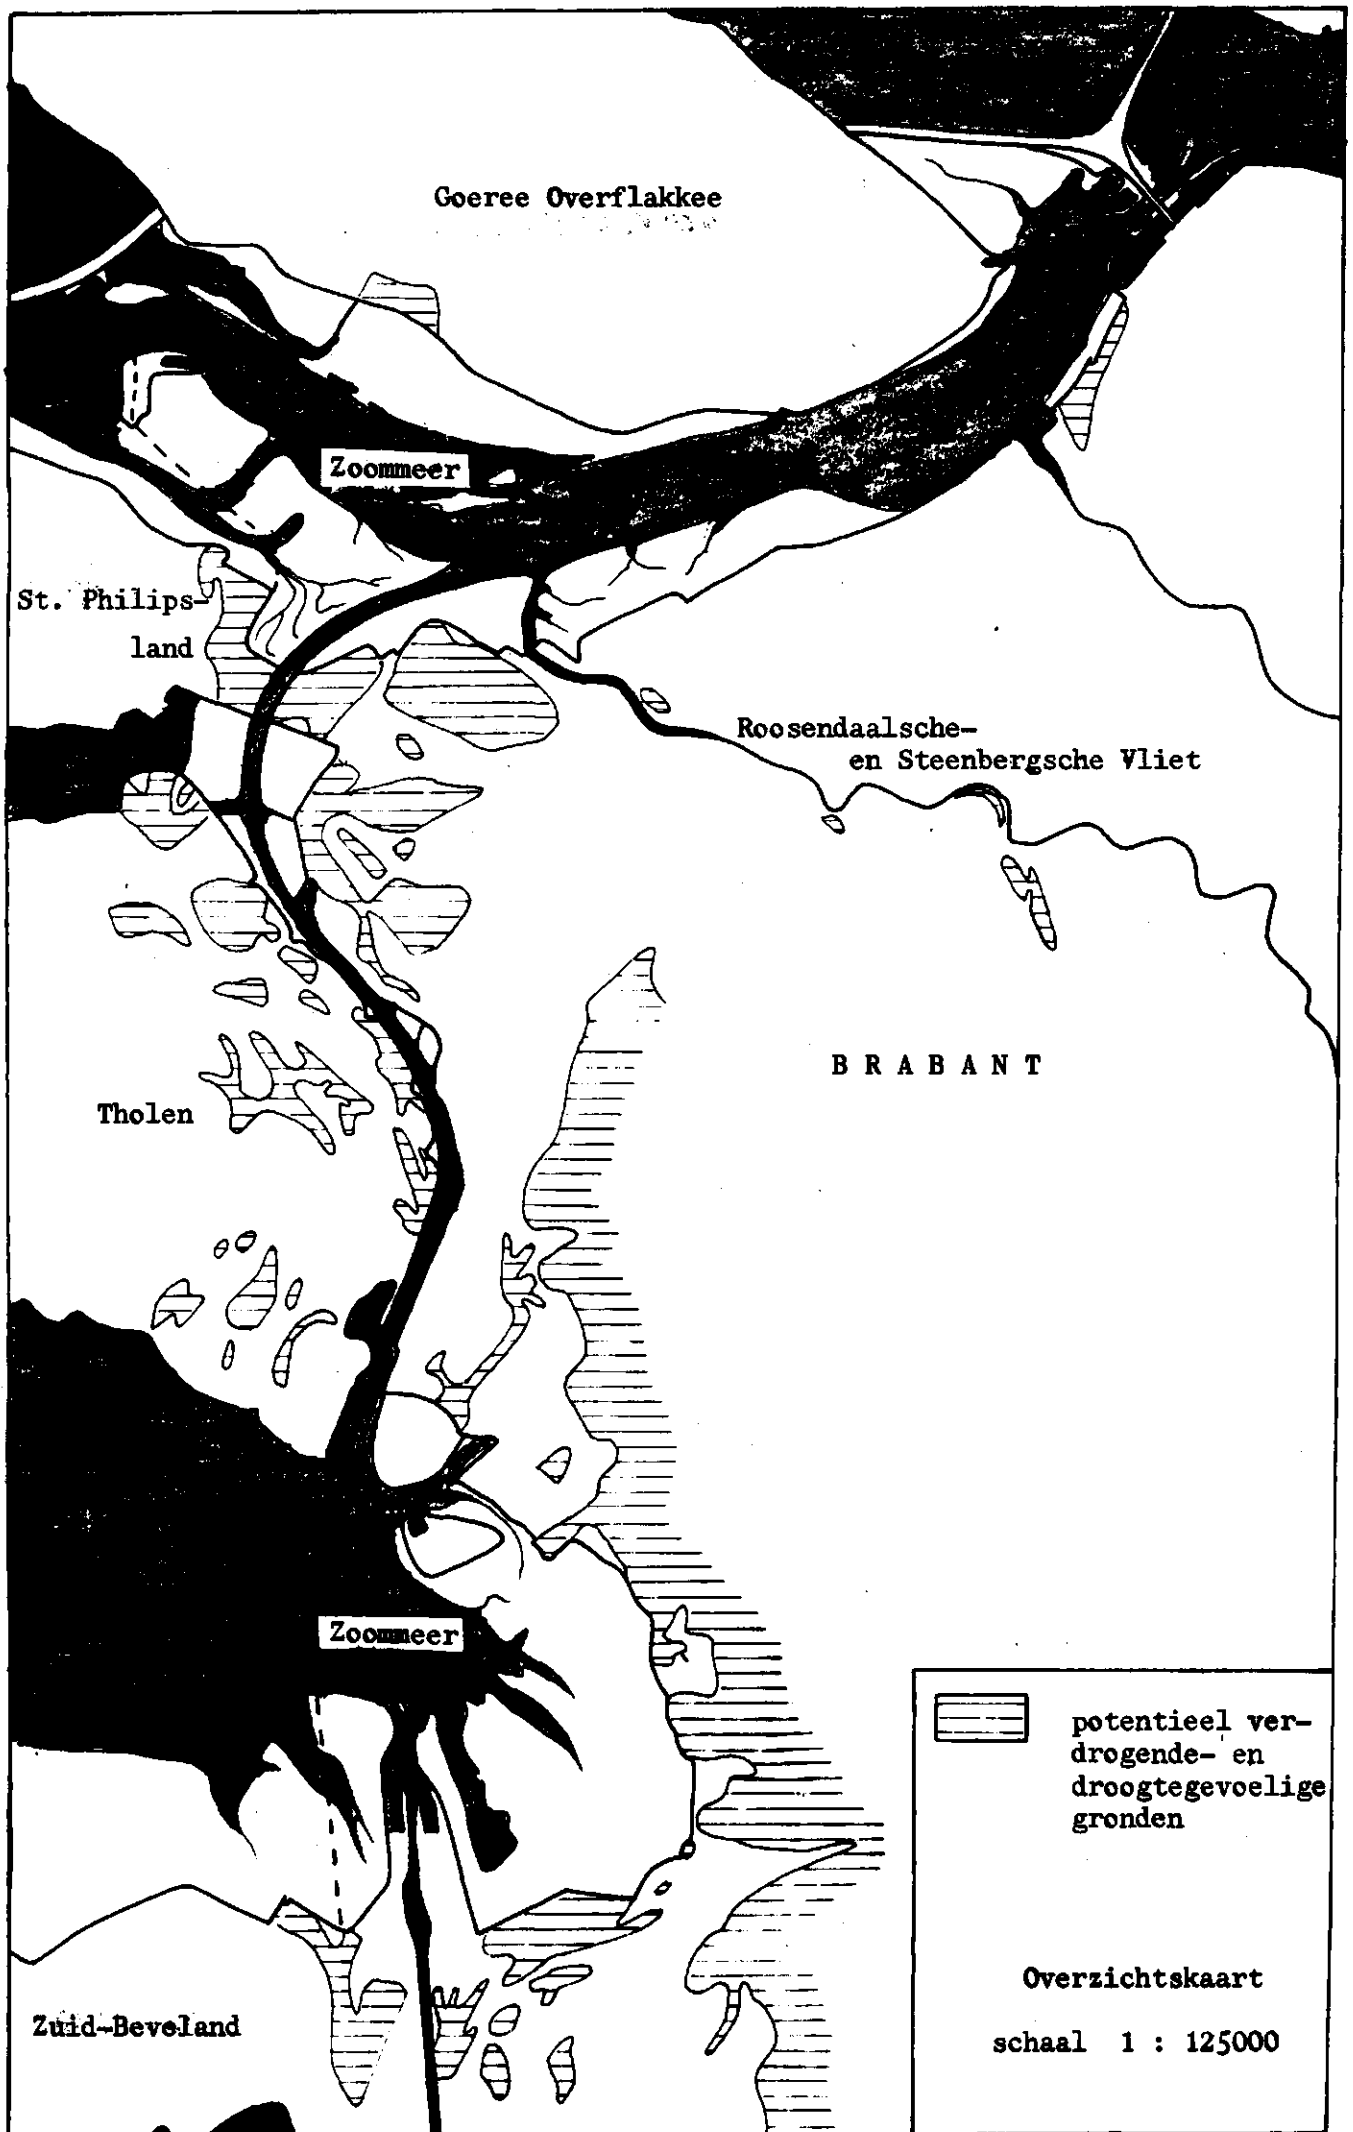 Goeree Overflakkee
Zoommeer
St. Philips-
land
Roosendaalsche-
en Steenbergsche Vliet
BRABANT
Tholen
Zoommeer
potentieel ver-
drogende- en
droogtegevoelige
gronden
Overzichtskaart
schaal 1 : 125000
Zuid-Beveland